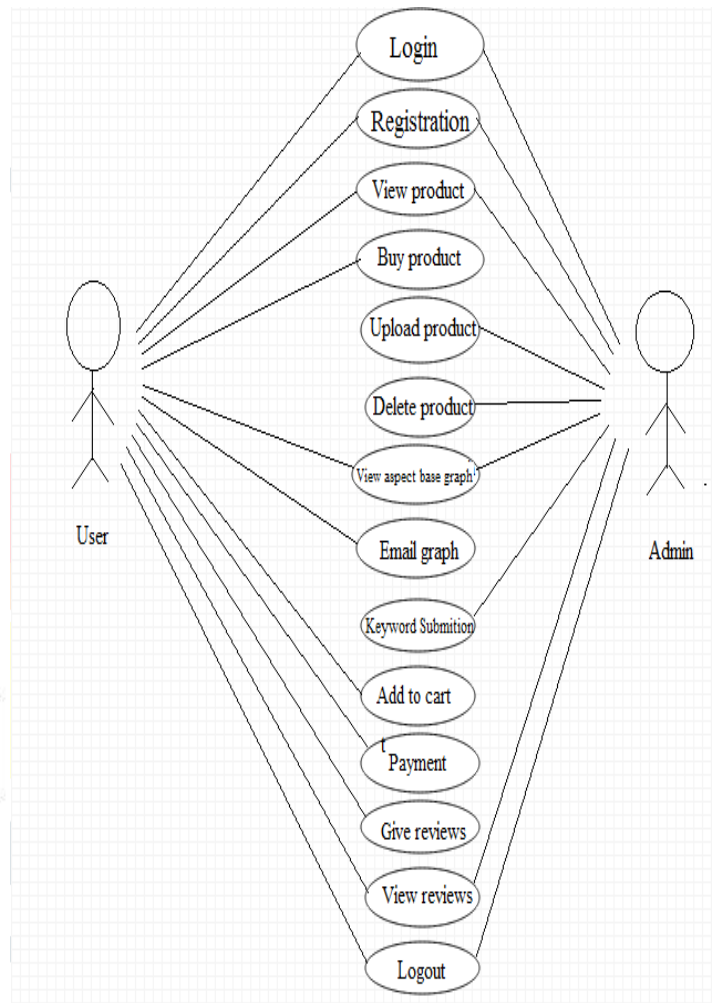 Login
Registration
View product
Buy product
Upload product
Delete product
View aspect base graph
Email graph
User
Admin
Keyword Submition
Add to cart
t
Payment
Give reviews
View reviews
Logout